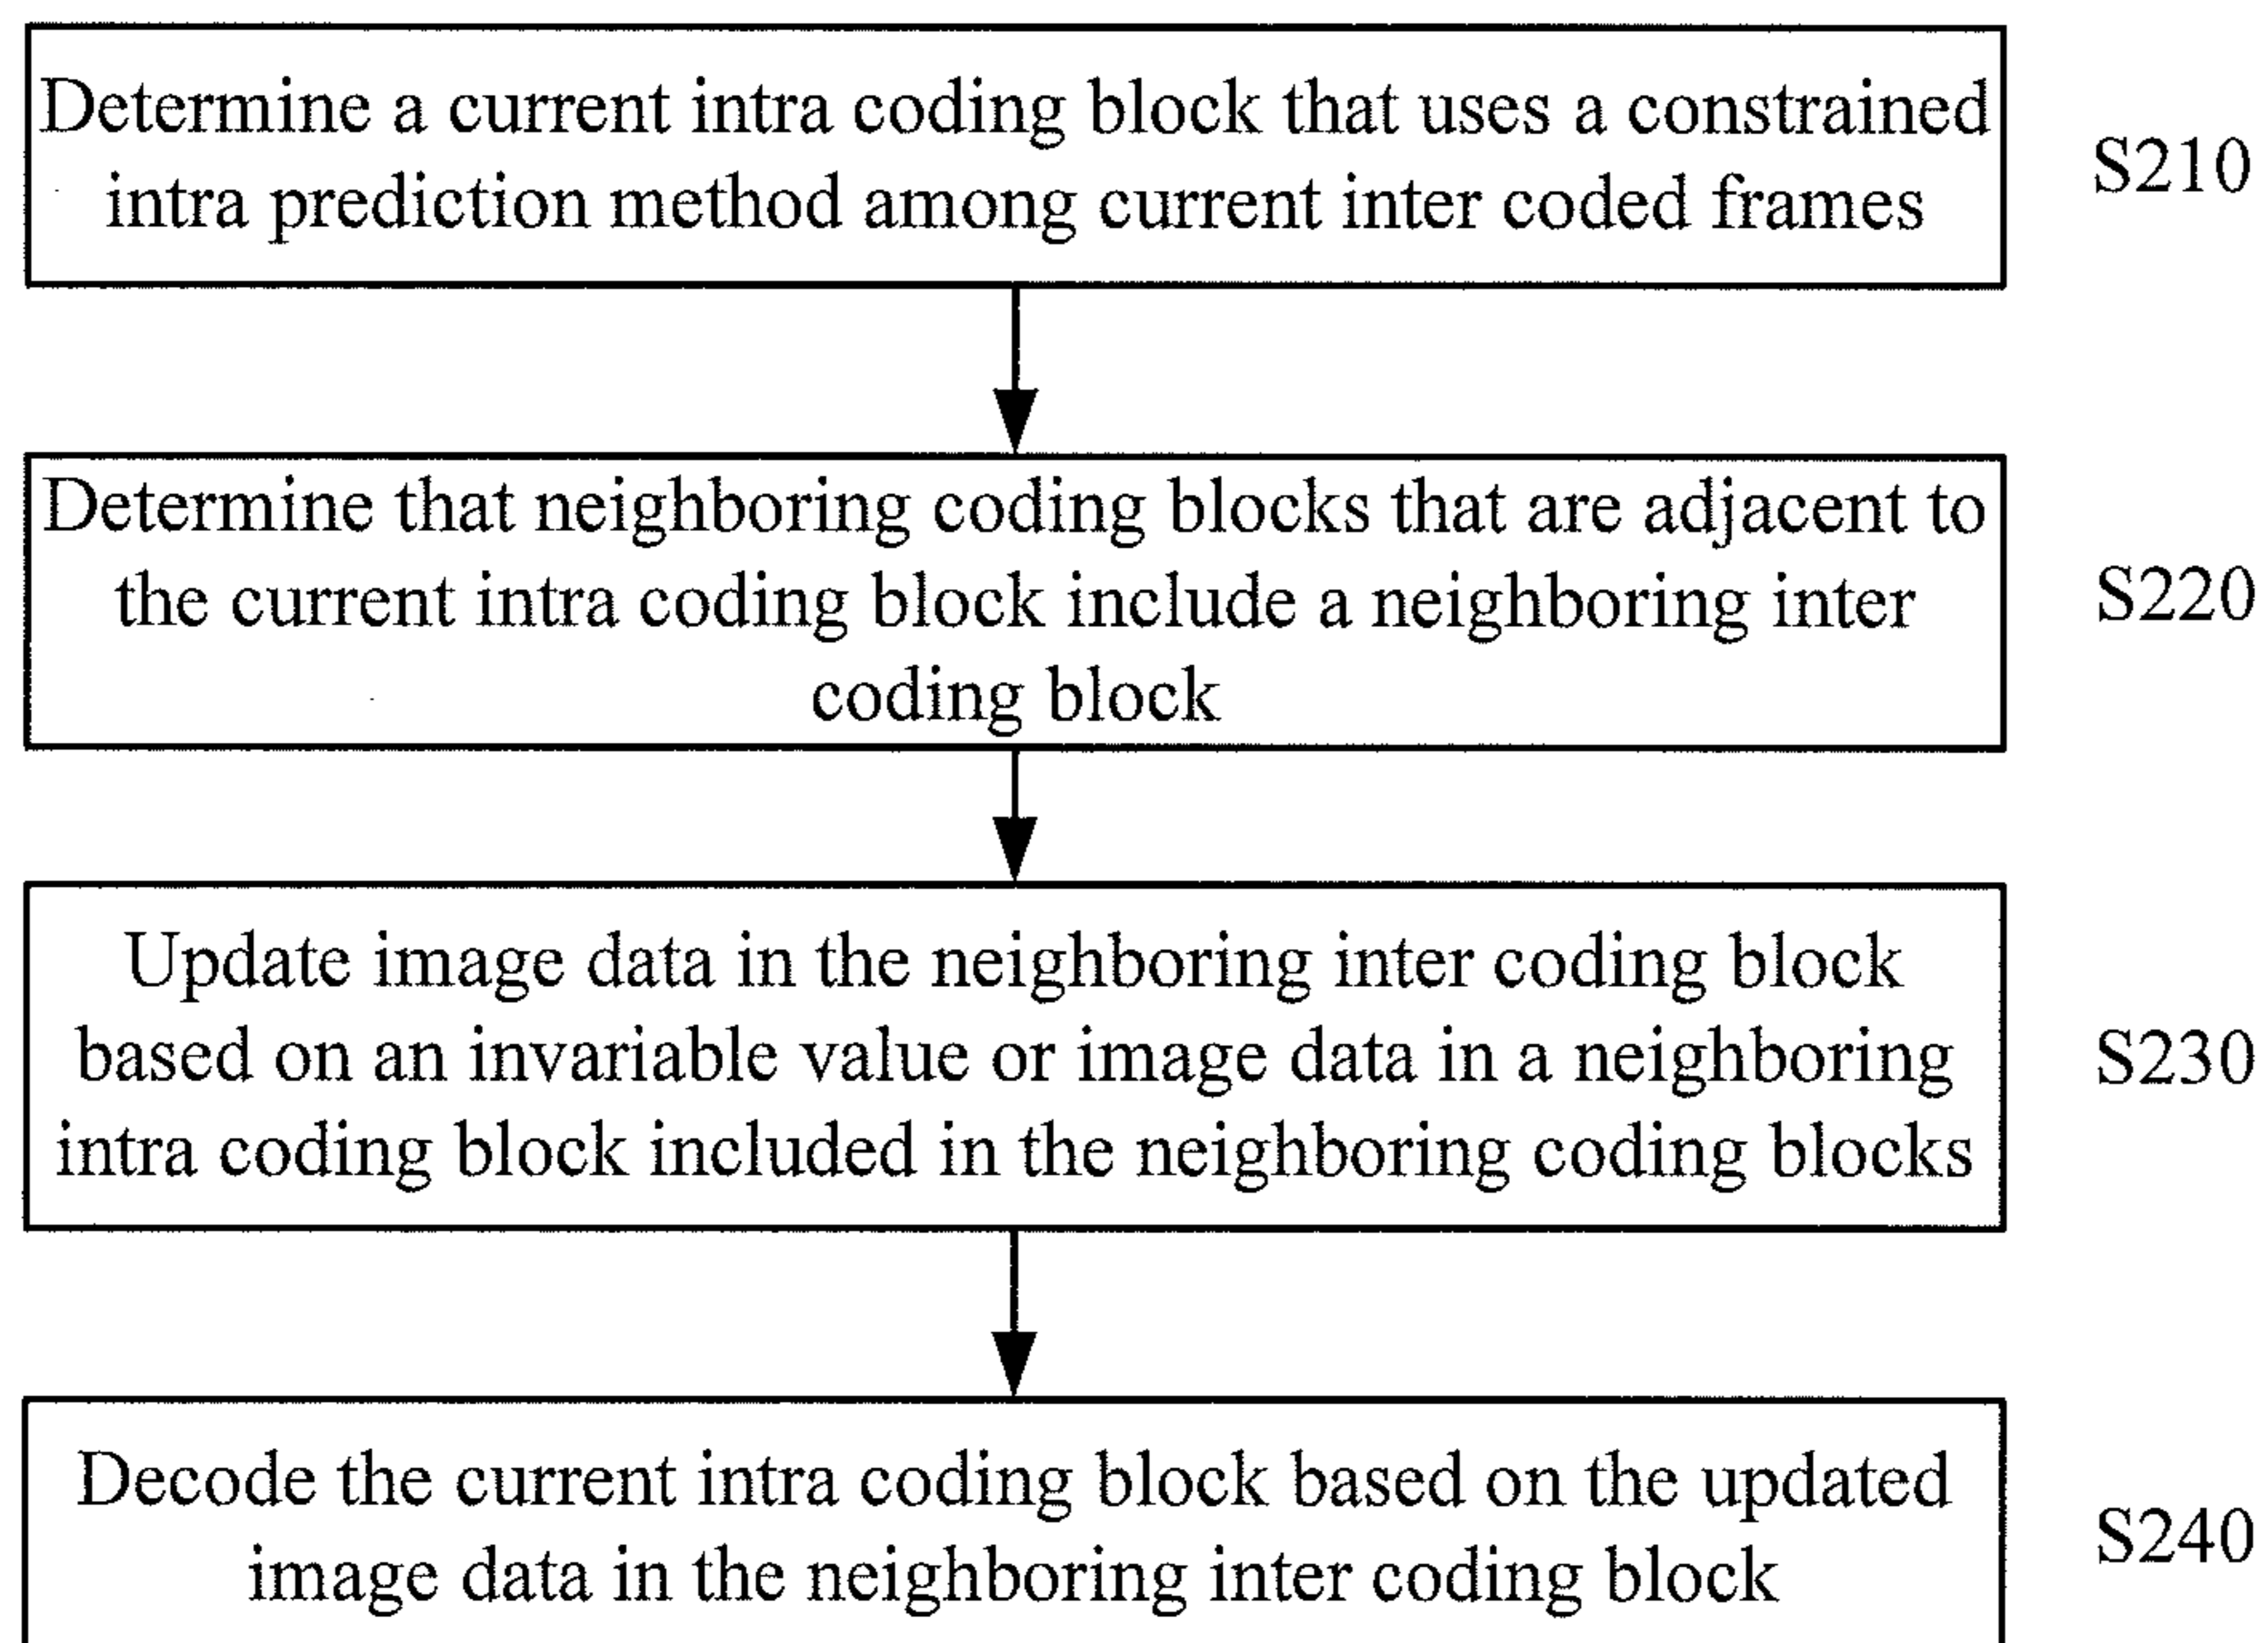 Determine a current intra coding block that uses a constrained
intra prediction method among current inter coded frames
S210
Determine that neighboring coding blocks that are adjacent to
the current intra coding block include a neighboring inter
coding block
S220
Update image data in the neighboring inter coding block
based on an invariable value or image data in a neighboring
intra coding block included in the neighboring coding blocks
S230
Decode the current intra coding block based on the updated
image data in the neighboring inter coding block
S240